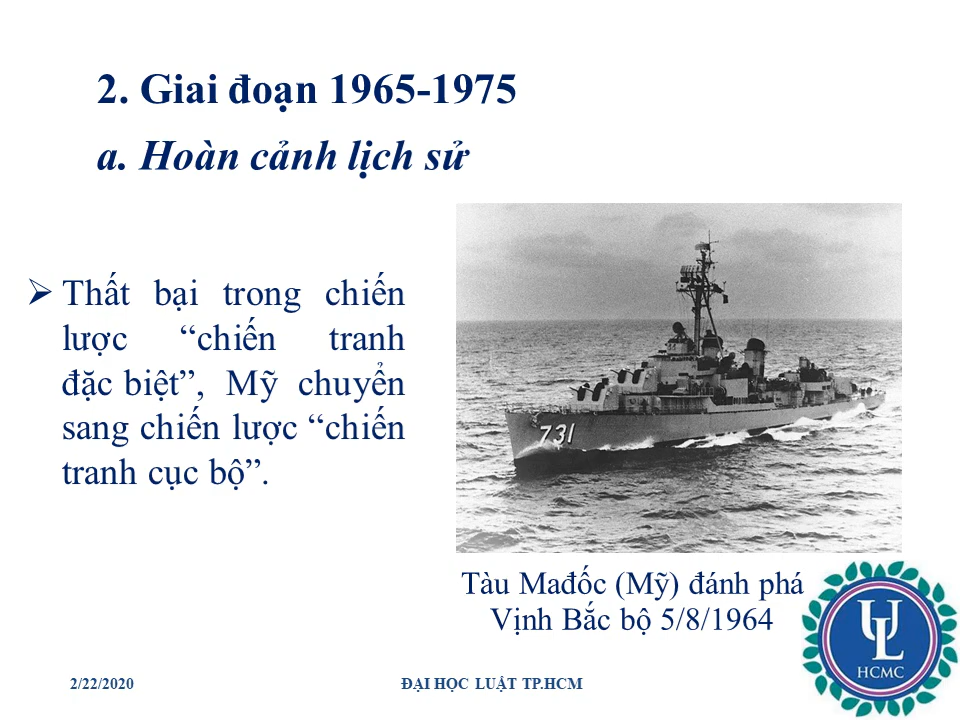 2. Giai đoạn 1965-1975
a. Hoàn cảnh lịch sử
➢ Thất bại trong chiến
lược “chiến tranh
đặc biệt”, Mỹ chuyển
sang chiến lược “chiến
tranh cục bộ”.
731
Tàu Mađốc (Mỹ) đánh phá
Vịnh Bắc bộ 5/8/1964
UL
HCMC
2/22/2020
ĐẠI HỌC LUẬT TP.HCM